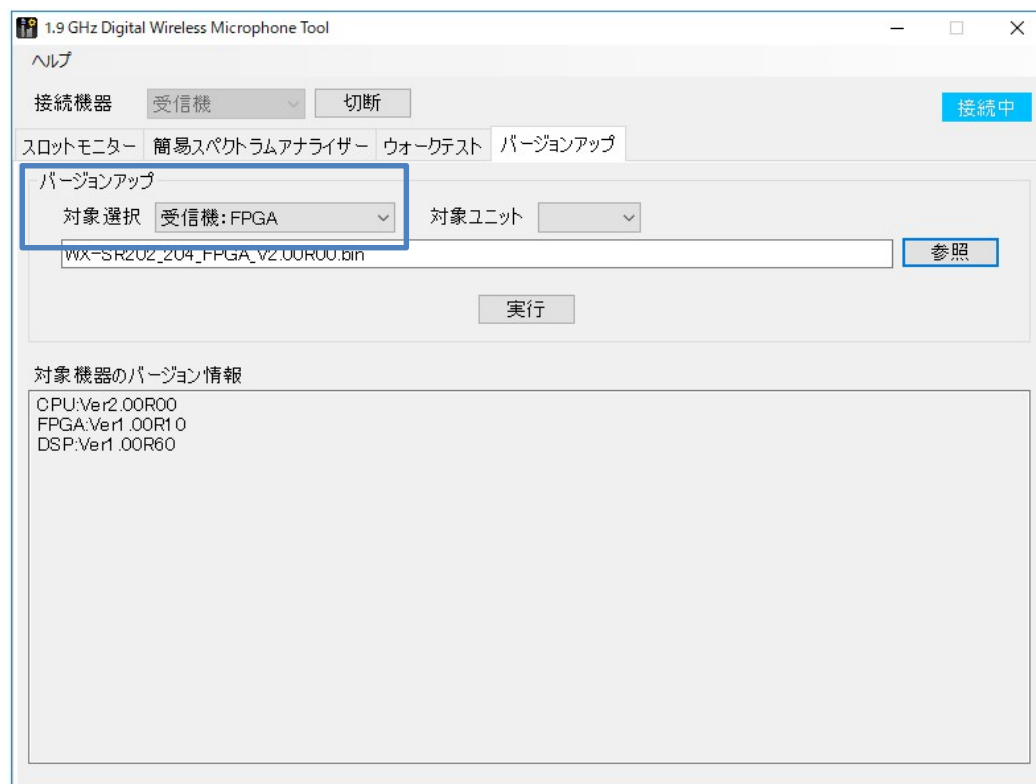 1.9 GHz Digital Wireless Microphone Tool
ヘルプ
接続機器 受信機 切断 接続中
スロットモニター 簡易スペクトラムアナライザー ウォークテスト バージョンアップ
バージョンアップ
対象選択 受信機:FPGA 対象ユニット
WX-SR202_204_FPGA_V2.00R00.bin 参照
実行
対象機器のバージョン情報
CPU:Ver2.00R00
FPGA:Ver1.00R10
DSP:Ver1.00R60